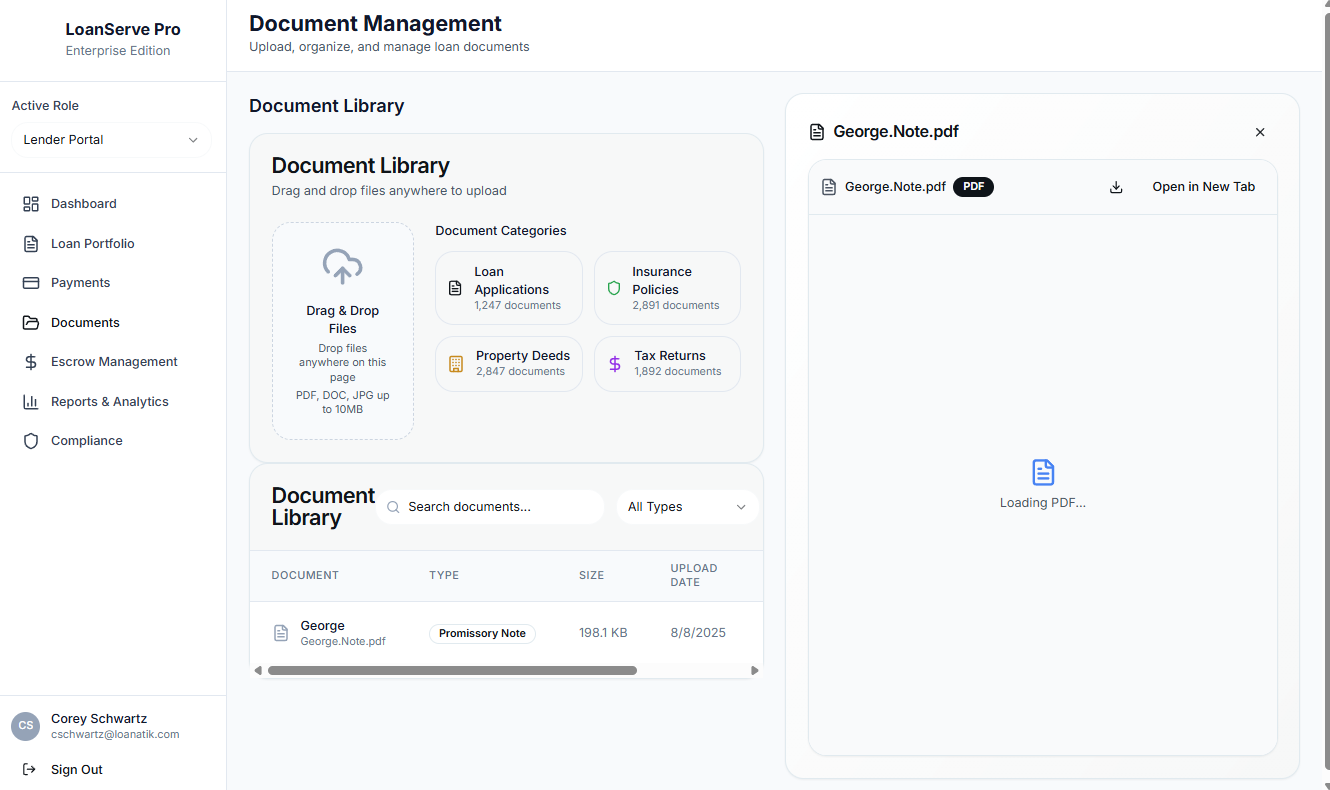 LoanServe Pro
Enterprise Edition
Active Role
Lender Portal
Dashboard
Loan Portfolio
Payments
Documents
Escrow Management
Reports & Analytics
Compliance
CS
Corey Schwartz
cschwartz@loanatik.com
Sign Out
Document Management
Upload, organize, and manage loan documents
Document Library
Document Library
Drag and drop files anywhere to upload
Drag & Drop
Files
Drop files
anywhere on this
page
PDF, DOC, JPG up
to 10MB
Document Categories
Loan
Applications
1,247 documents
Insurance
Policies
2,891 documents
Property Deeds
2,847 documents
Tax Returns
1,892 documents
Document
Library
Search documents...
All Types
DOCUMENT
TYPE
SIZE
UPLOAD
DATE
George
George.Note.pdf
Promissory Note
198.1 KB
8/8/2025
George.Note.pdf
George.Note.pdf
PDF
Open in New Tab
Loading PDF...